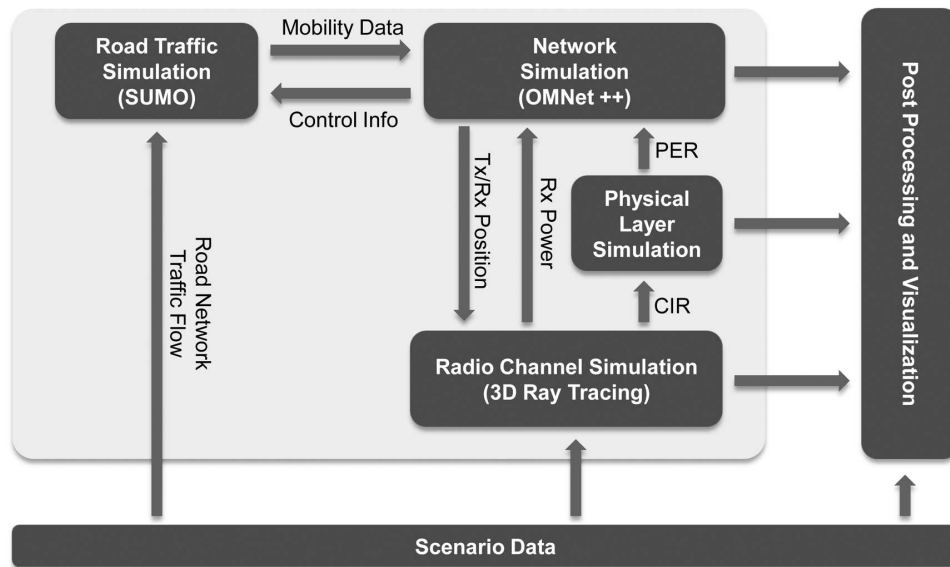 Road Traffic
Simulation
(SUMO)
Mobility Data
Control Info
Network
Simulation
(OMNet ++)
Tx/Rx Position
Rx Power
PER
Physical
Layer
Simulation
CIR
Road Network
Traffic Flow
Radio Channel Simulation
(3D Ray Tracing)
Post Processing and Visualization
Scenario Data